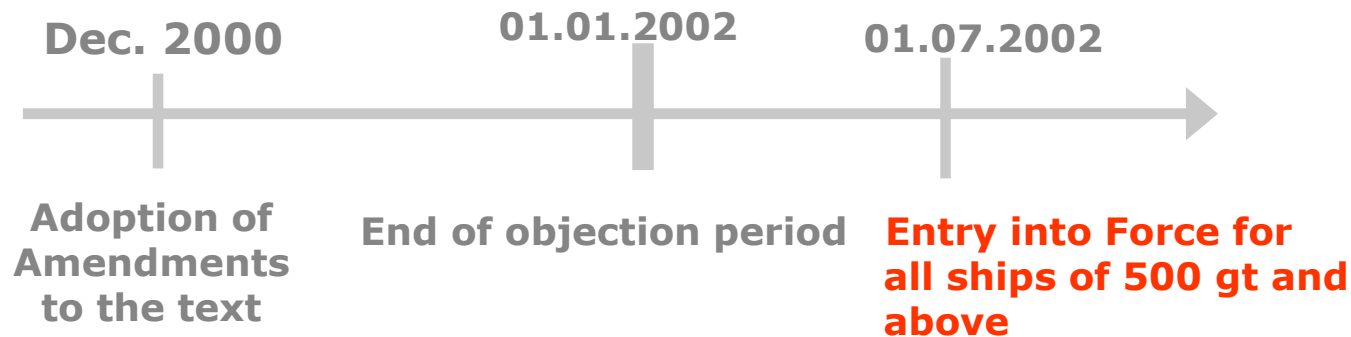 Dec. 2000
01.01.2002
01.07.2002
Adoption of
Amendments
to the text
End of objection period
Entry into Force for
all ships of 500 gt and
above